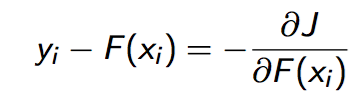 yᵢ − F(xᵢ) = − ∂J / ∂F(xᵢ)